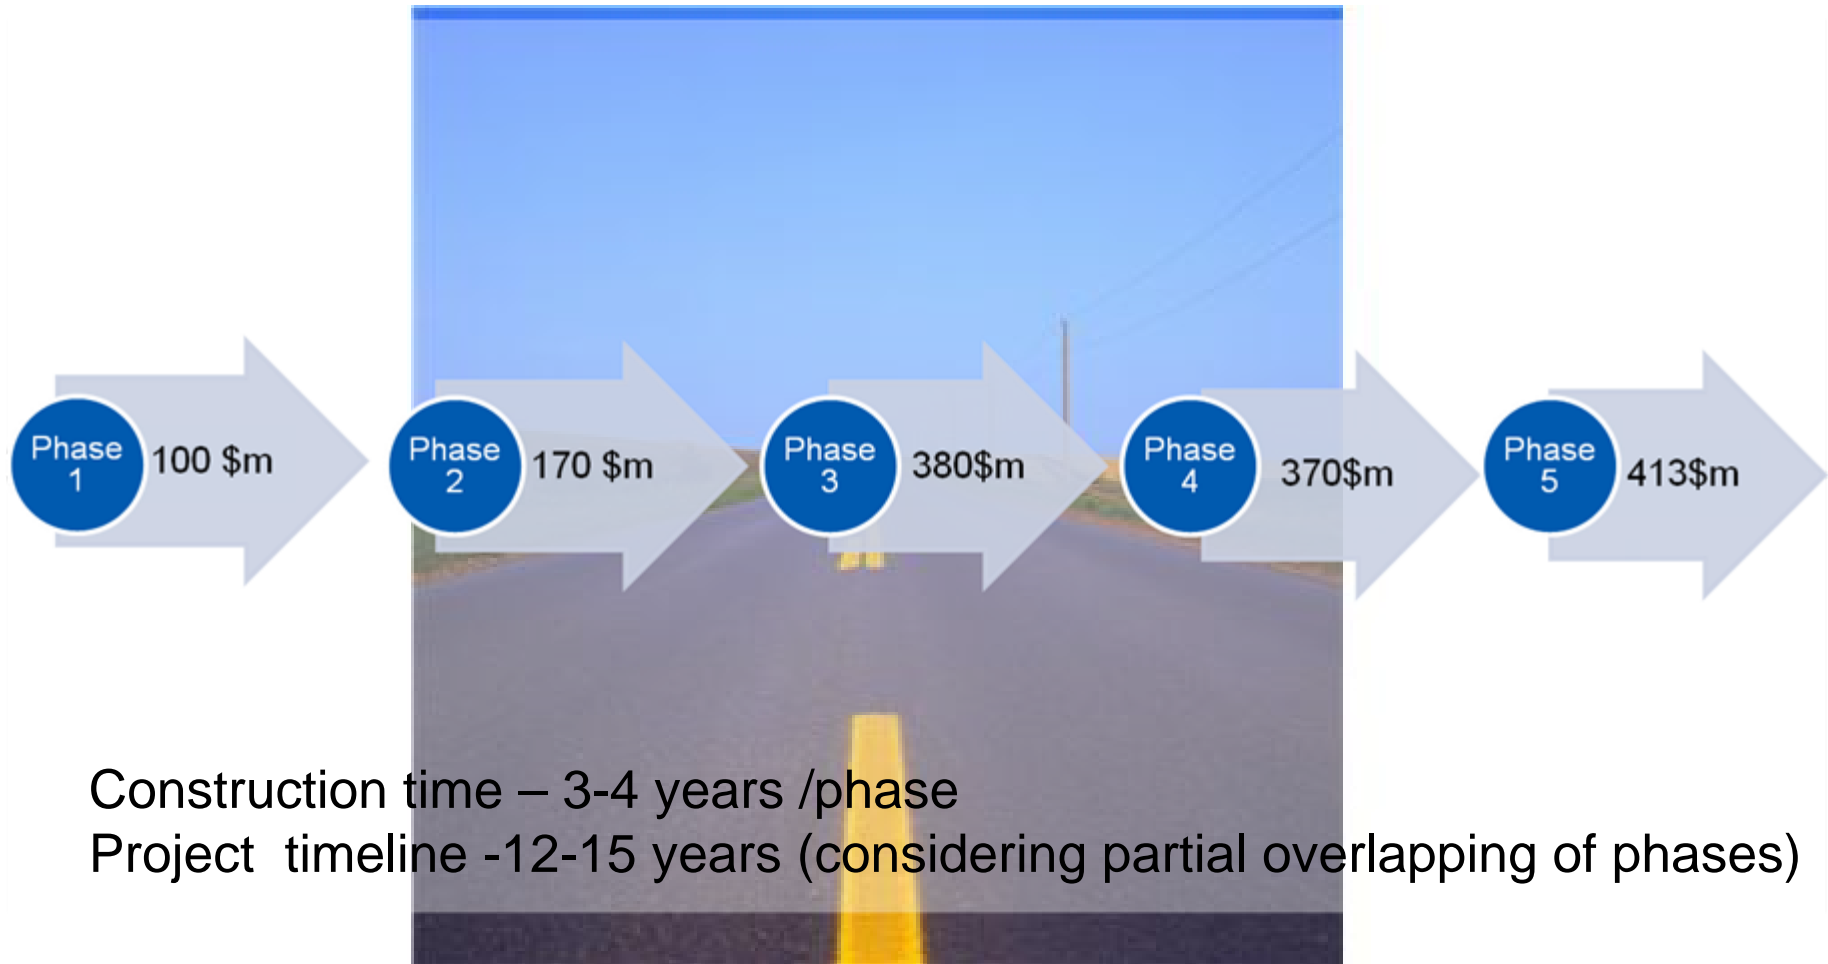 Phase
1
100 $m
Phase
2
170 $m
Phase
3
380$m
Phase
4
370$m
Phase
5
413$m
Construction time – 3-4 years /phase
Project  timeline -12-15 years (considering partial overlapping of phases)